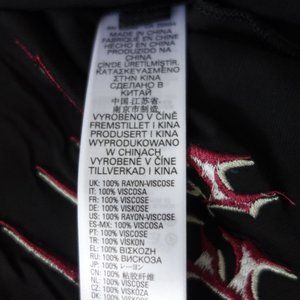 MADE IN CHINA
FABRIQUÉ EN CHINE
HECHO EN CHINA
PRODUZIDO EM CHINA
ÇİNDE ÜRETİLMİŞTİR.
ΚΑΤΑΣΚΕΥΑΣΜΕΝΟ
ΣΤΗΝ ΚΙΝΑ
СДЕЛАНО В
КИТАЙ
中国 江苏省
南京市制造
VYROBENO V ČÍNĚ
FREMSTILLET I KINA
PRODUSERT I KINA
WYPRODUKOWANO
W CHINACH
VYROBENÉ V ČÍNE
TILLVERKAD I KINA
UK: 100% RAYON-VISCOSE
IT: 100% VISCOSA
FR: 100% VISCOSE
DE: 100% VISKOSE
US: 100% RAYON-VISCOSE
ES-MX: 100% VISCOSA
PT: 100% VISCOSE
TR: 100% VİSKON
EL: 100% ΒΙΣΚΟΖΗ
RU: 100% ВИСКОЗА
JP: 100% レーヨン
CN: 100% 粘胶纤维
CZ: 100% VISKÓZA
DK: 100% VISKOSE